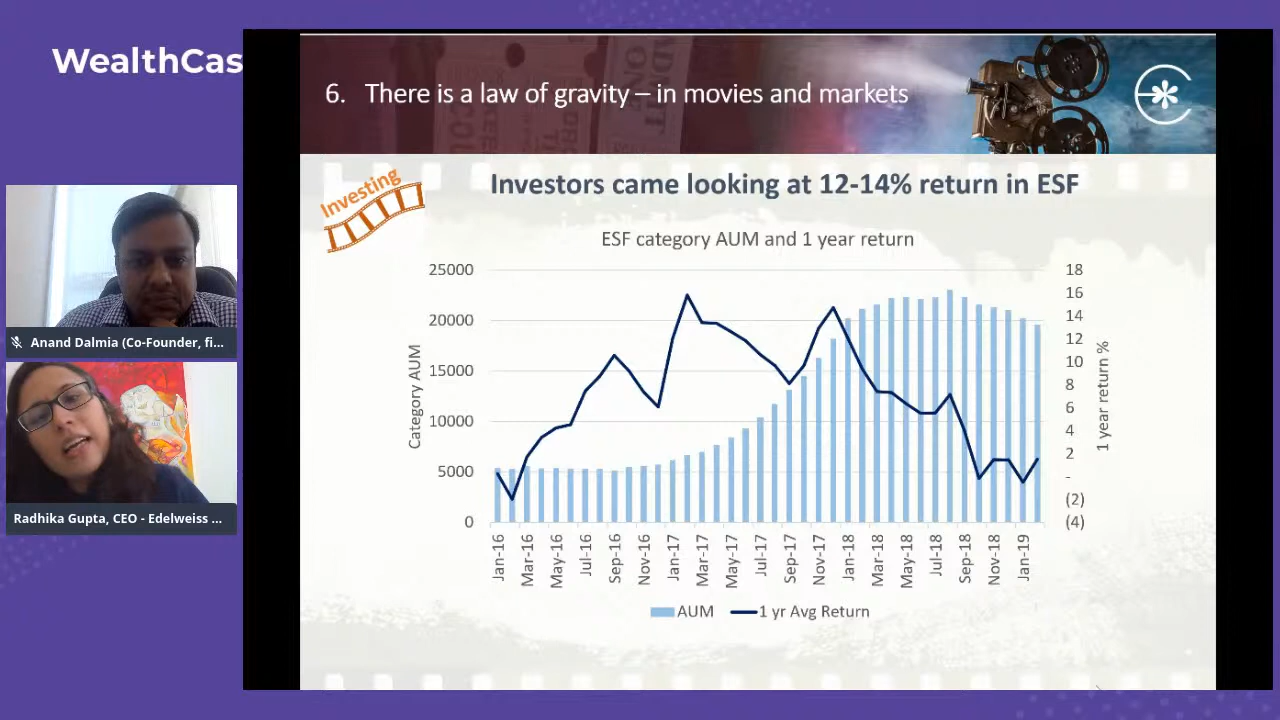 WealthCas
6. There is a law of gravity – in movies and markets
Investing
Investors came looking at 12-14% return in ESF
ESF category AUM and 1 year return
Category AUM
25000
20000
15000
10000
5000
0
18
16
14
12
10
8
6
4
2
-
(2)
(4)
1 year return %
Jan-16
Mar-16
May-16
Jul-16
Sep-16
Nov-16
Jan-17
Mar-17
May-17
Jul-17
Sep-17
Nov-17
Jan-18
Mar-18
May-18
Jul-18
Sep-18
Nov-18
Jan-19
AUM
1 yr Avg Return
Anand Dalmia (Co-Founder, fi...
Radhika Gupta, CEO - Edelweiss ...